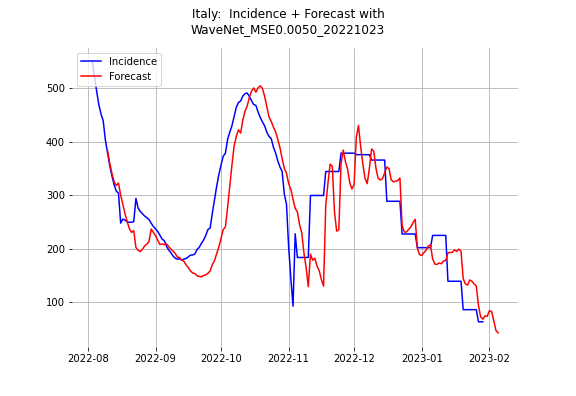 Italy:  Incidence + Forecast with
WaveNet_MSE0.0050_20221023
Incidence
Forecast
500
400
300
200
100
2022-08 2022-09 2022-10 2022-11 2022-12 2023-01 2023-02